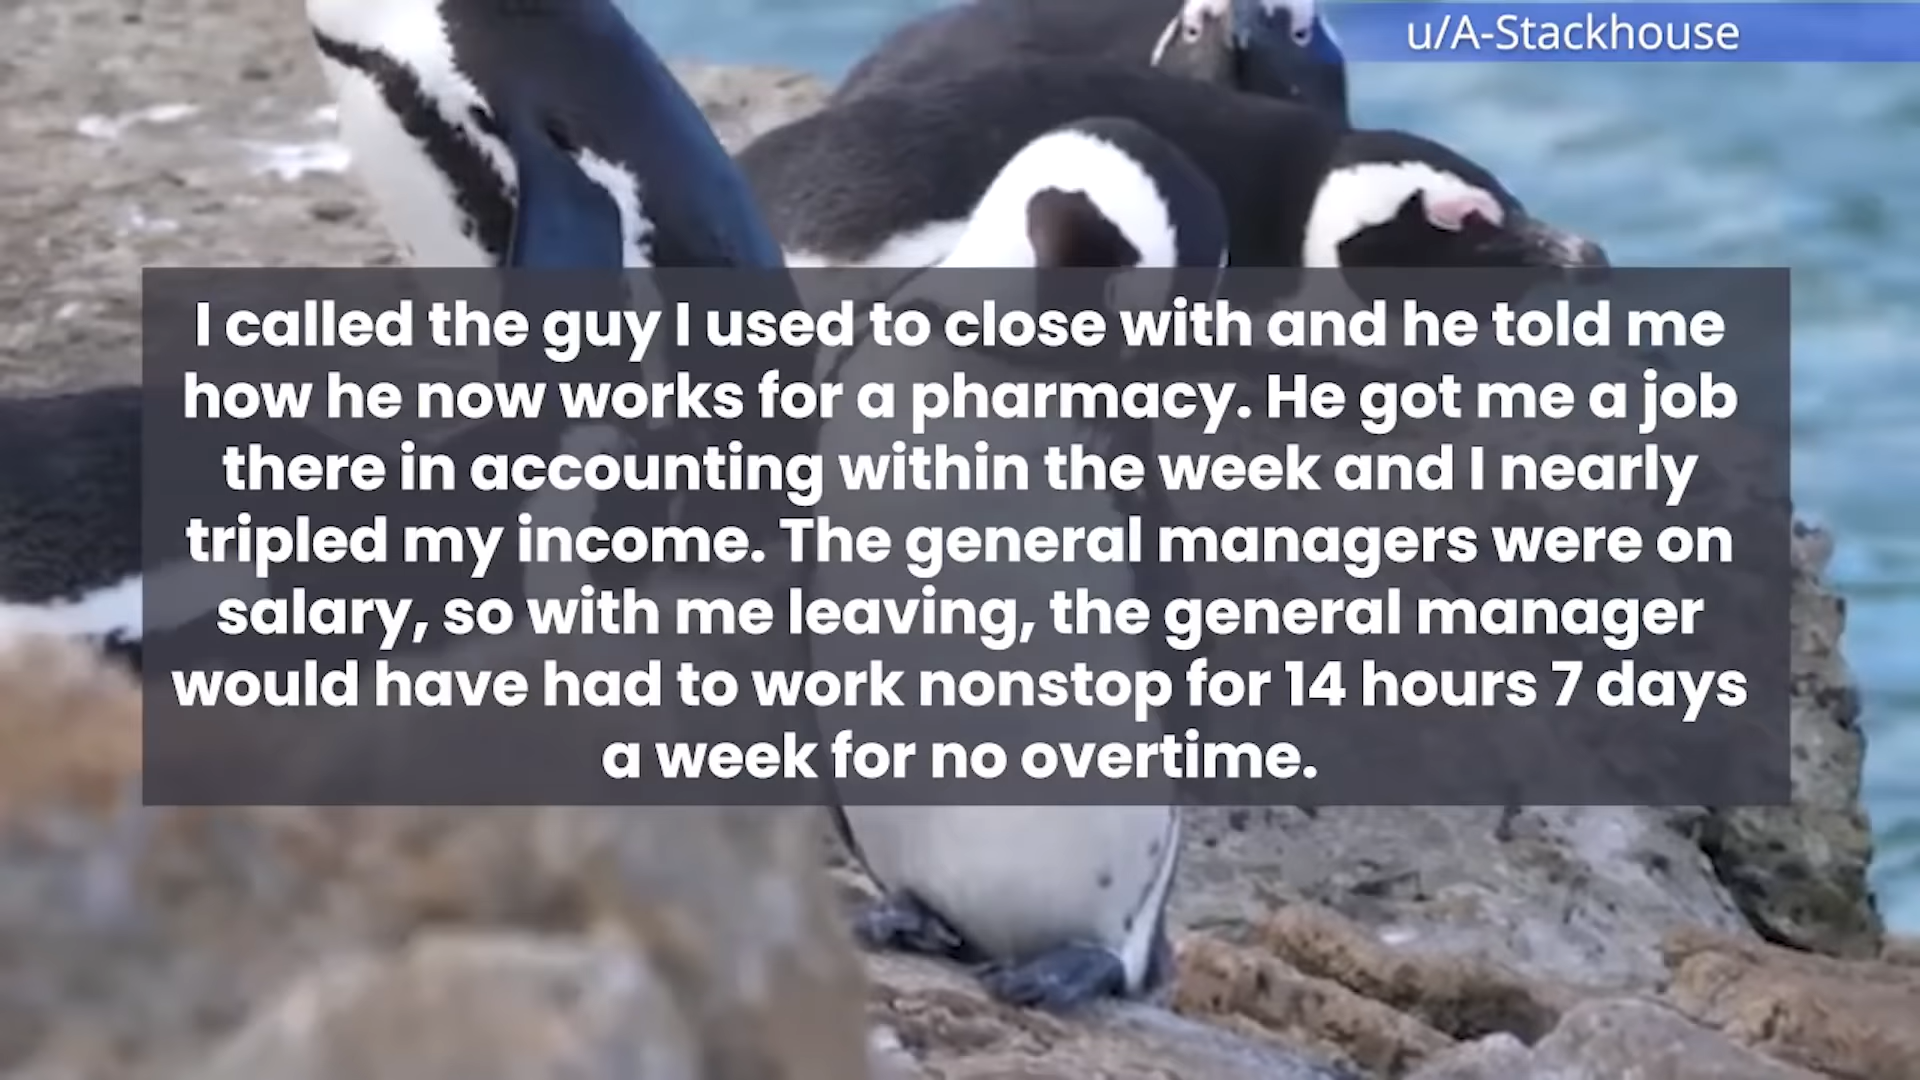 u/A-Stackhouse
I called the guy I used to close with and he told me
how he now works for a pharmacy. He got me a job
there in accounting within the week and I nearly
tripled my income. The general managers were on
salary, so with me leaving, the general manager
would have had to work nonstop for 14 hours 7 days
a week for no overtime.